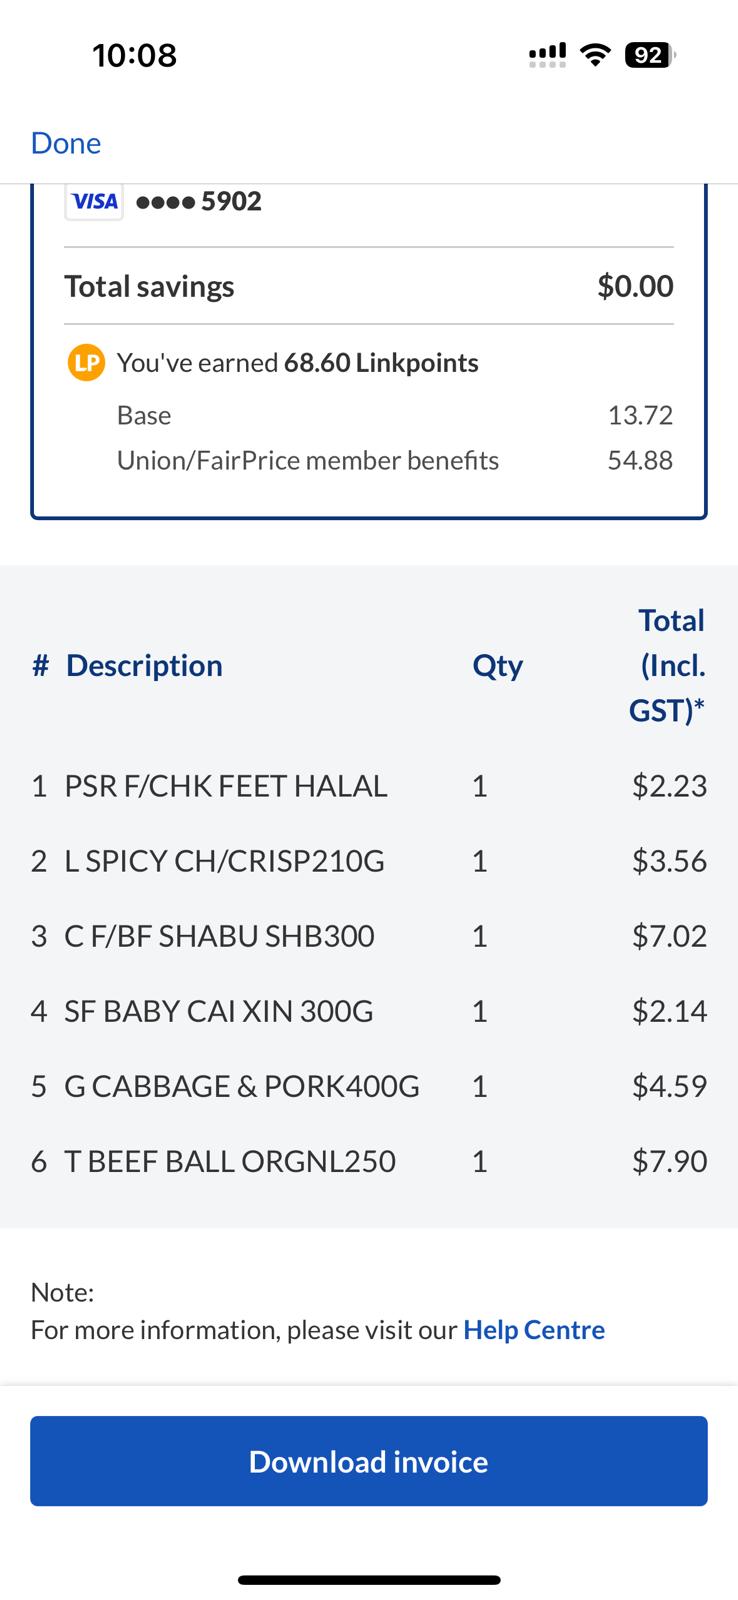 10:08
92
Done
VISA ●●●● 5902
Total savings $0.00
LP You've earned 68.60 Linkpoints
Base 13.72
Union/FairPrice member benefits 54.88
# Description Qty Total (Incl. GST)*
1 PSR F/CHK FEET HALAL 1 $2.23
2 L SPICY CH/CRISP210G 1 $3.56
3 C F/BF SHABU SHB300 1 $7.02
4 SF BABY CAI XIN 300G 1 $2.14
5 G CABBAGE & PORK400G 1 $4.59
6 T BEEF BALL ORGNL250 1 $7.90
Note:
For more information, please visit our Help Centre
Download invoice